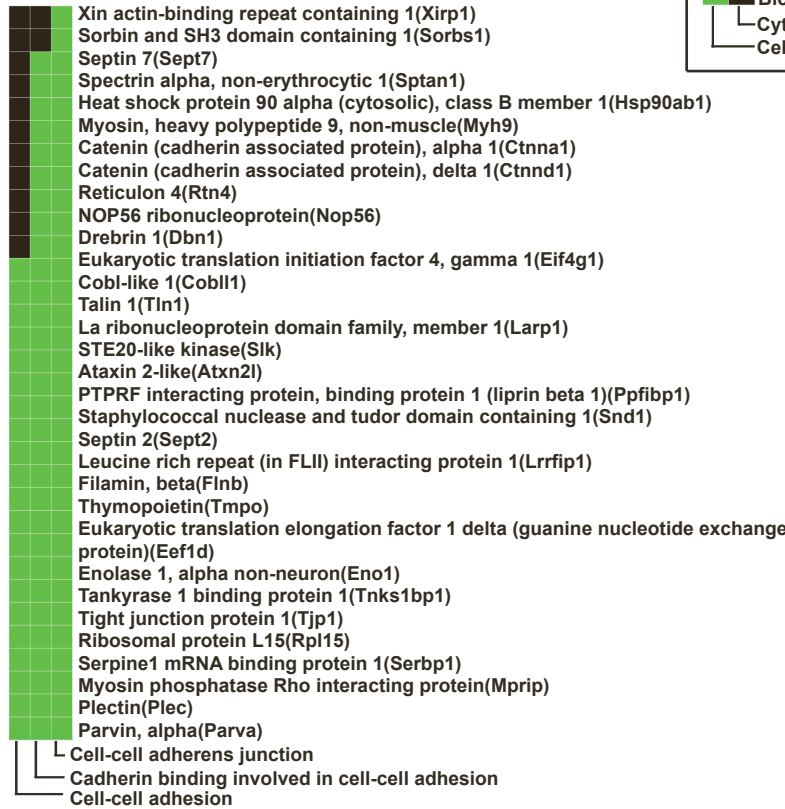 Xin actin-binding repeat containing 1(Xirp1)
Sorbin and SH3 domain containing 1(Sorbs1)
Septin 7(Sept7)
Spectrin alpha, non-erythrocytic 1(Sptan1)
Heat shock protein 90 alpha (cytosolic), class B member 1(Hsp90ab1)
Myosin, heavy polypeptide 9, non-muscle(Myh9)
Catenin (cadherin associated protein), alpha 1(Ctnna1)
Catenin (cadherin associated protein), delta 1(Ctnnd1)
Reticulon 4(Rtn4)
NOP56 ribonucleoprotein(Nop56)
Drebrin 1(Dbn1)
Eukaryotic translation initiation factor 4, gamma 1(Eif4g1)
Cobl-like 1(Cobll1)
Talin 1(Tln1)
La ribonucleoprotein domain family, member 1(Larp1)
STE20-like kinase(Slk)
Ataxin 2-like(Atxn2l)
PTPRF interacting protein, binding protein 1 (liprin beta 1)(Ppfibp1)
Staphylococcal nuclease and tudor domain containing 1(Snd1)
Septin 2(Sept2)
Leucine rich repeat (in FLII) interacting protein 1(Lrrfip1)
Filamin, beta(Flnb)
Thymopoietin(Tmpo)
Eukaryotic translation elongation factor 1 delta (guanine nucleotide exchange
protein)(Eef1d)
Enolase 1, alpha non-neuron(Eno1)
Tankyrase 1 binding protein 1(Tnks1bp1)
Tight junction protein 1(Tjp1)
Ribosomal protein L15(Rpl15)
Serpine1 mRNA binding protein 1(Serbp1)
Myosin phosphatase Rho interacting protein(Mprip)
Plectin(Plec)
Parvin, alpha(Parva)
Cell-cell adherens junction
Cadherin binding involved in cell-cell adhesion
Cell-cell adhesion
Cyt
Cel